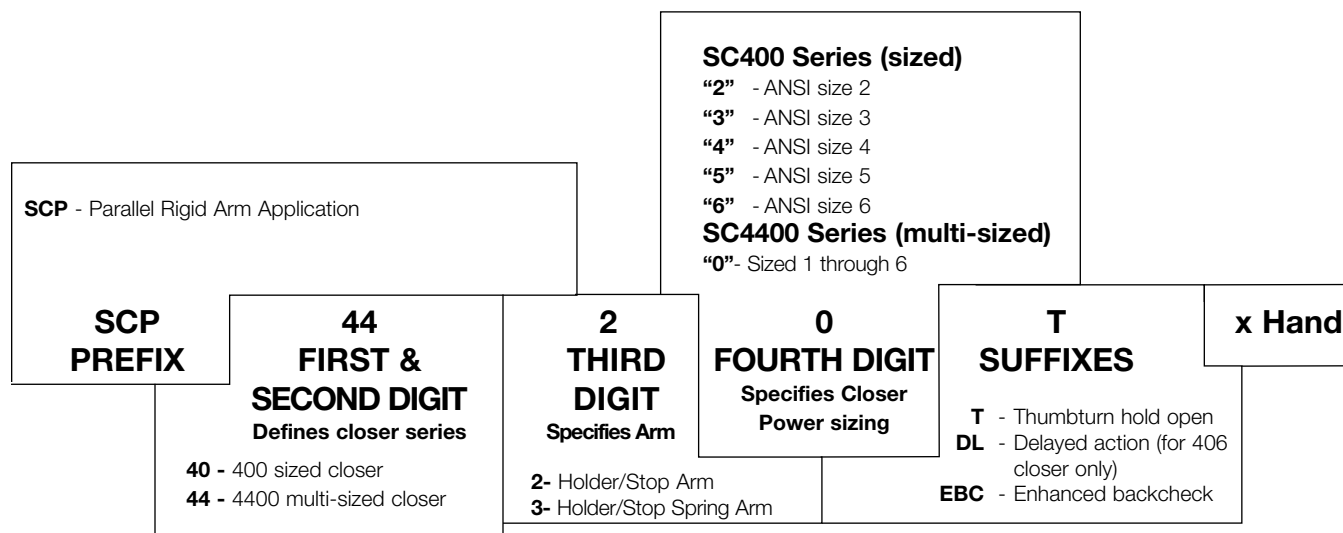 SC400 Series (sized)
“2” - ANSI size 2
“3” - ANSI size 3
“4” - ANSI size 4
“5” - ANSI size 5
“6” - ANSI size 6
SC4400 Series (multi-sized)
“0”- Sized 1 through 6
SCP - Parallel Rigid Arm Application
SCP
PREFIX
44
FIRST &
SECOND DIGIT
Defines closer series
40 - 400 sized closer
44 - 4400 multi-sized closer
2
THIRD
DIGIT
Specifies Arm
2- Holder/Stop Arm
3- Holder/Stop Spring Arm
0
FOURTH DIGIT
Specifies Closer
Power sizing
T
SUFFIXES
T - Thumbturn hold open
DL - Delayed action (for 406
closer only)
EBC - Enhanced backcheck
x Hand